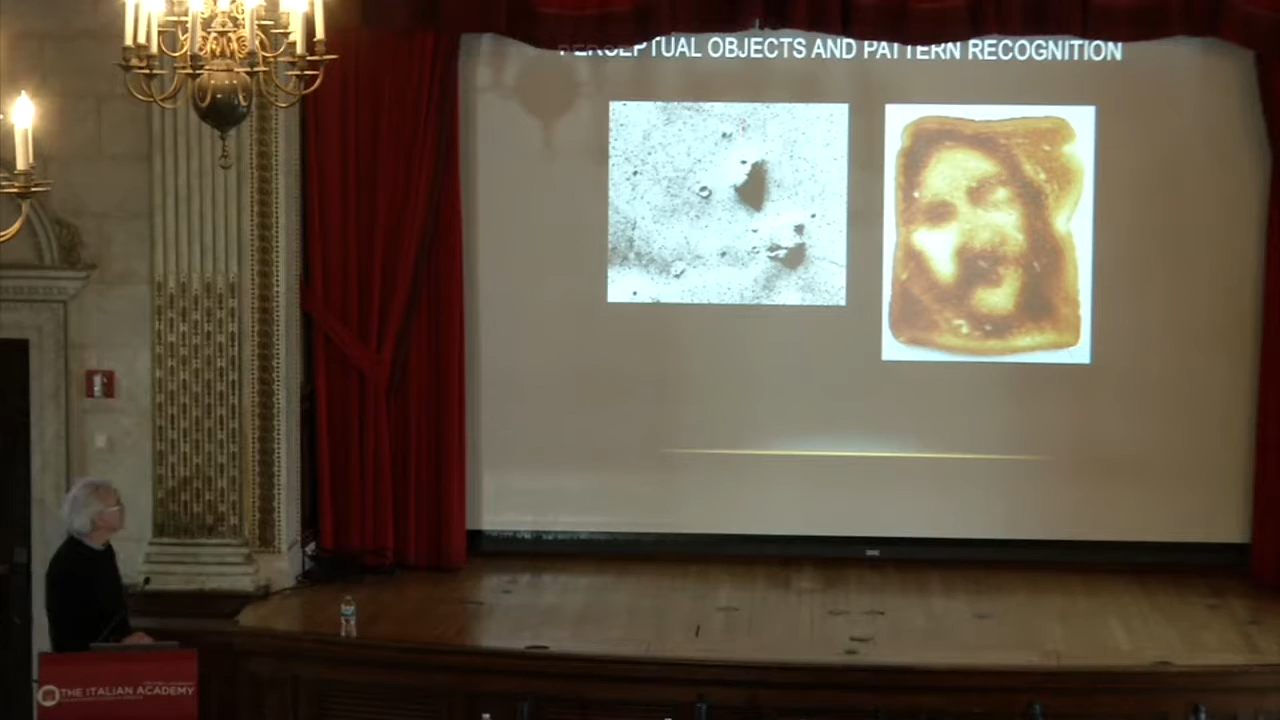 PERCEPTUAL OBJECTS AND PATTERN RECOGNITION
THE ITALIAN ACADEMY